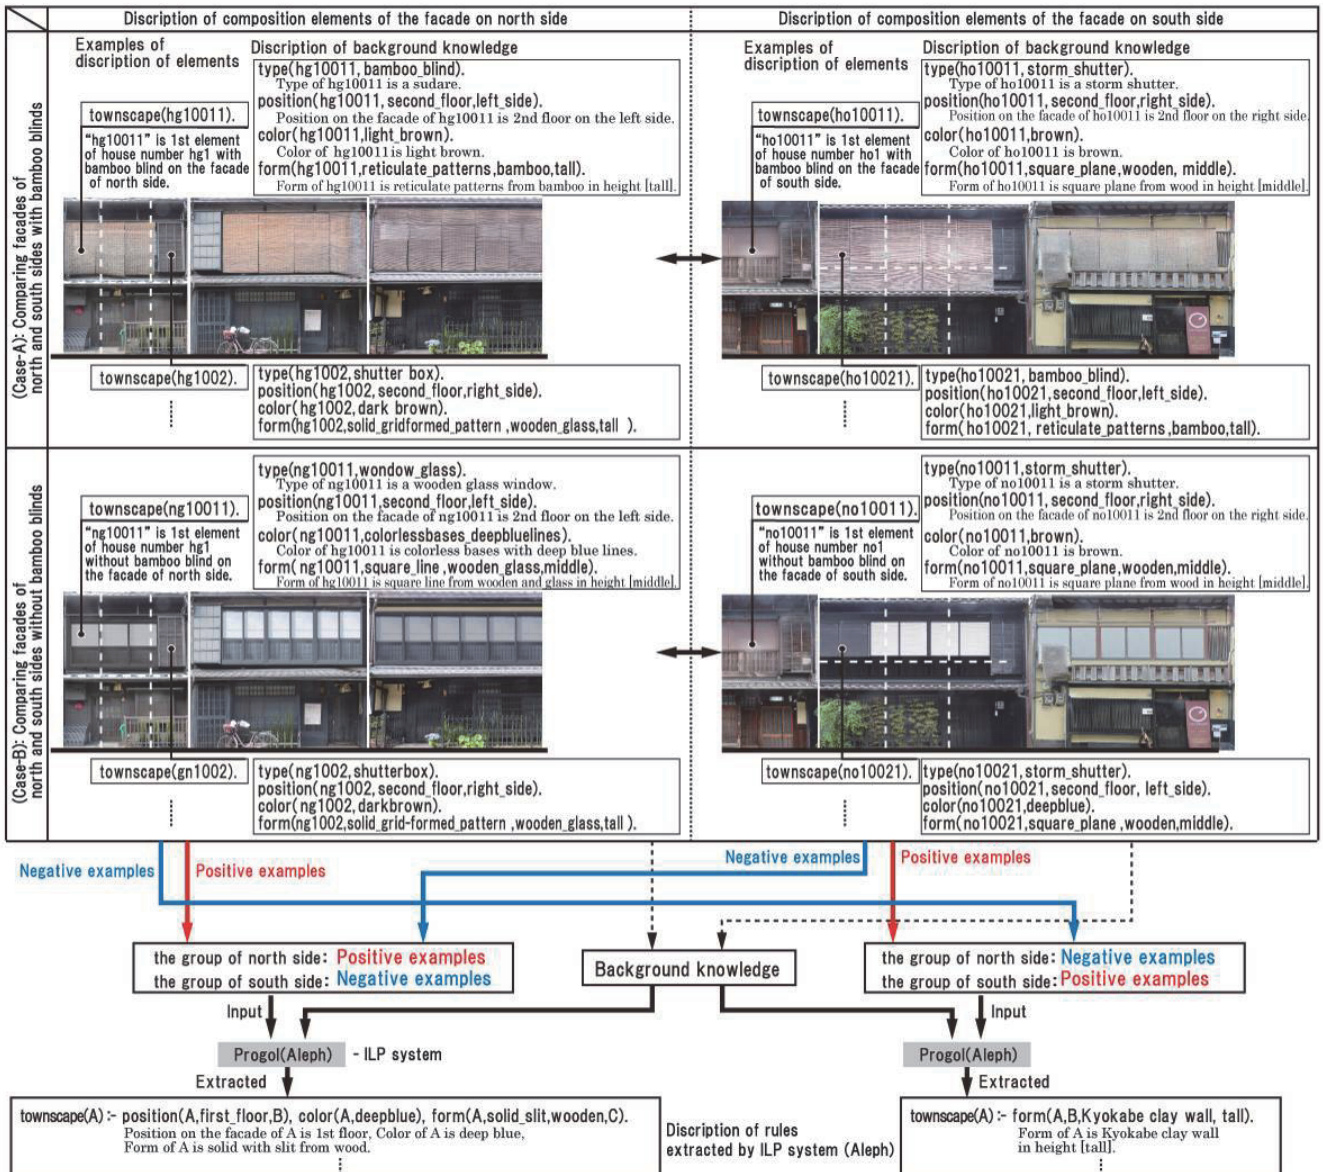 Discription of composition elements of the facade on north side
Discription of composition elements of the facade on south side
(Case-A): Comparing facades of
north and south sides with bamboo blinds
Examples of
discription of elements
Discription of background knowledge
type(hg10011, bamboo_blind).
Type of hg10011 is a sudare.
position(hg10011, second_floor,left_side).
Position on the facade of hg10011 is 2nd floor on the left side.
color(hg10011,light_brown).
Color of hg10011 is light brown.
form(hg10011,reticulate_patterns,bamboo,tall).
Form of hg10011 is reticulate patterns from bamboo in height [tall].
townscape(hg10011).
"hg10011" is 1st element
of house number hg1 with
bamboo blind on the facade
of north side.
townscape(hg1002).
type(hg1002,shutter box).
position(hg1002,second_floor,right_side).
color(hg1002,dark brown).
form(hg1002,solid_gridformed_pattern ,wooden_glass,tall ).
Examples of
discription of elements
Discription of background knowledge
type(ho10011,storm_shutter).
Type of ho10011 is a storm shutter.
position(ho10011, second_floor,right_side).
Position on the facade of ho10011 is 2nd floor on the right side.
color(ho10011,brown).
Color of ho10011 is brown.
form(ho10011,square_plane,wooden, middle).
Form of ho10011 is square plane from wood in height [middle].
townscape(ho10011).
"ho10011" is 1st element
of house number ho1 with
bamboo blind on the facade
of south side.
townscape(ho10021).
type(ho10021,bamboo_blind).
position(ho10021,second_floor,left_side).
color(ho10021,light_brown).
form( ho10021, reticulate_patterns,bamboo,tall).
(Case-B): Comparing facades of
north and south sides without bamboo blinds
type(ng10011,wondow_glass).
Type of ng10011 is a wooden glass window.
position(ng10011,second_floor,left_side).
Position on the facade of ng10011 is 2nd floor on the left side.
color(ng10011,colorlessbases_deepbluelines).
Color of hg10011 is colorless bases with deep blue lines.
form( ng10011,square_line ,wooden_glass,middle).
Form of hg10011 is square line from wooden and glass in height [middle].
townscape(ng10011).
"ng10011" is 1st element
of house number hg1
without bamboo blind on
the facade of north side.
townscape(gn1002).
type(ng1002,shutterbox).
position(ng1002,second_floor,right_side).
color(ng1002,darkbrown).
form(ng1002,solid_grid-formed_pattern ,wooden_glass,tall ).
type(no10011,storm_shutter).
Type of no10011 is a storm shutter.
position(no10011, second_floor,right_side).
Position on the facade of no10011 is 2nd floor on the right side.
color(no10011,brown).
Color of no10011 is brown.
form(no10011,square_plane,wooden,middle).
Form of no10011 is square plane from wood in height [middle].
townscape(no10011).
"no10011" is 1st element
of house number no1
without bamboo blind on
the facade of south side.
townscape(no10021).
type(no10021,storm_shutter).
position(no10021,second_floor, left_side).
color(no10021,deepblue).
form( no10021,square_plane ,wooden,middle).
Negative examples
Positive examples
Negative examples
Positive examples
the group of north side: Positive examples
the group of south side: Negative examples
Background knowledge
the group of north side: Negative examples
the group of south side: Positive examples
Input
Input
Progol(Aleph)
- ILP system
Progol(Aleph)
Extracted
Extracted
townscape(A) :- position(A,first_floor,B), color(A,deepblue), form(A,solid_slit,wooden,C).
Position on the facade of A is 1st floor, Color of A is deep blue,
Form of A is solid with slit from wood.
Discription of rules
extracted by ILP system (Aleph)
townscape(A) :- form(A,B,Kyokabe clay wall, tall).
Form of A is Kyokabe clay wall
in height [tall].